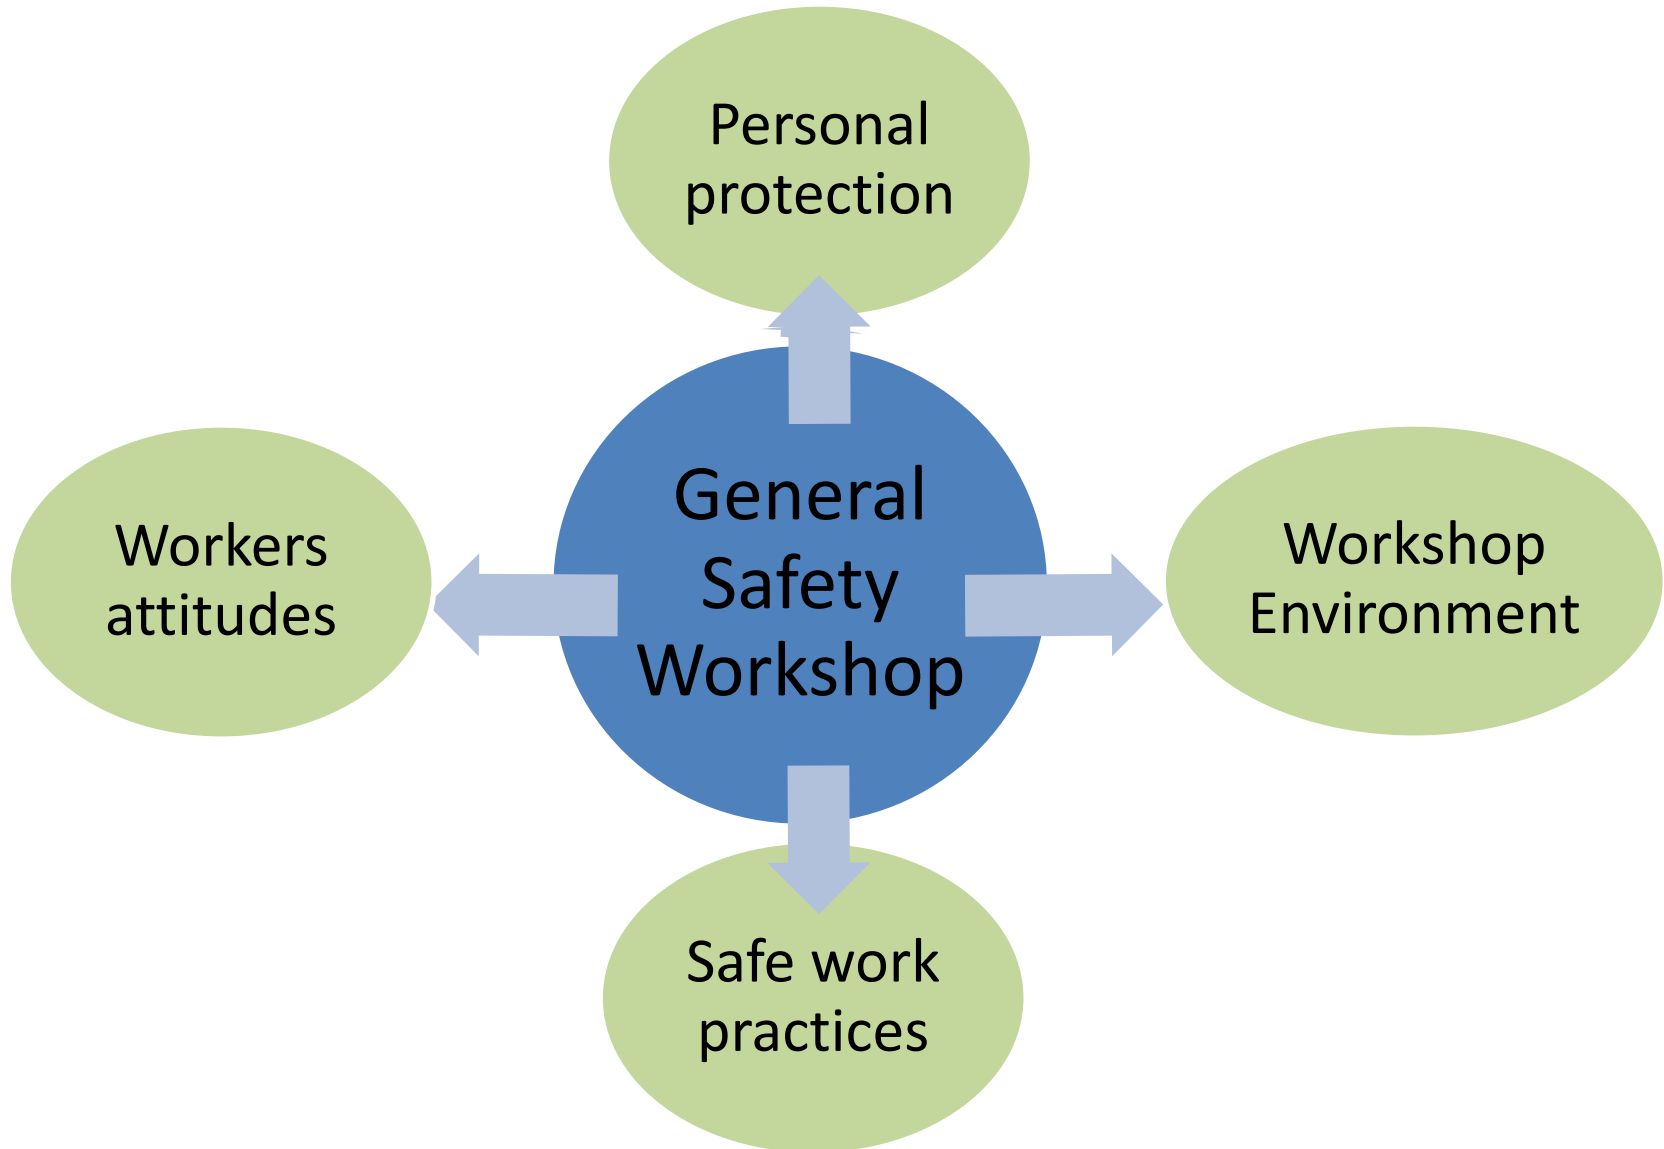 Personal
protection
Workers
attitudes
General
Safety
Workshop
Workshop
Environment
Safe work
practices